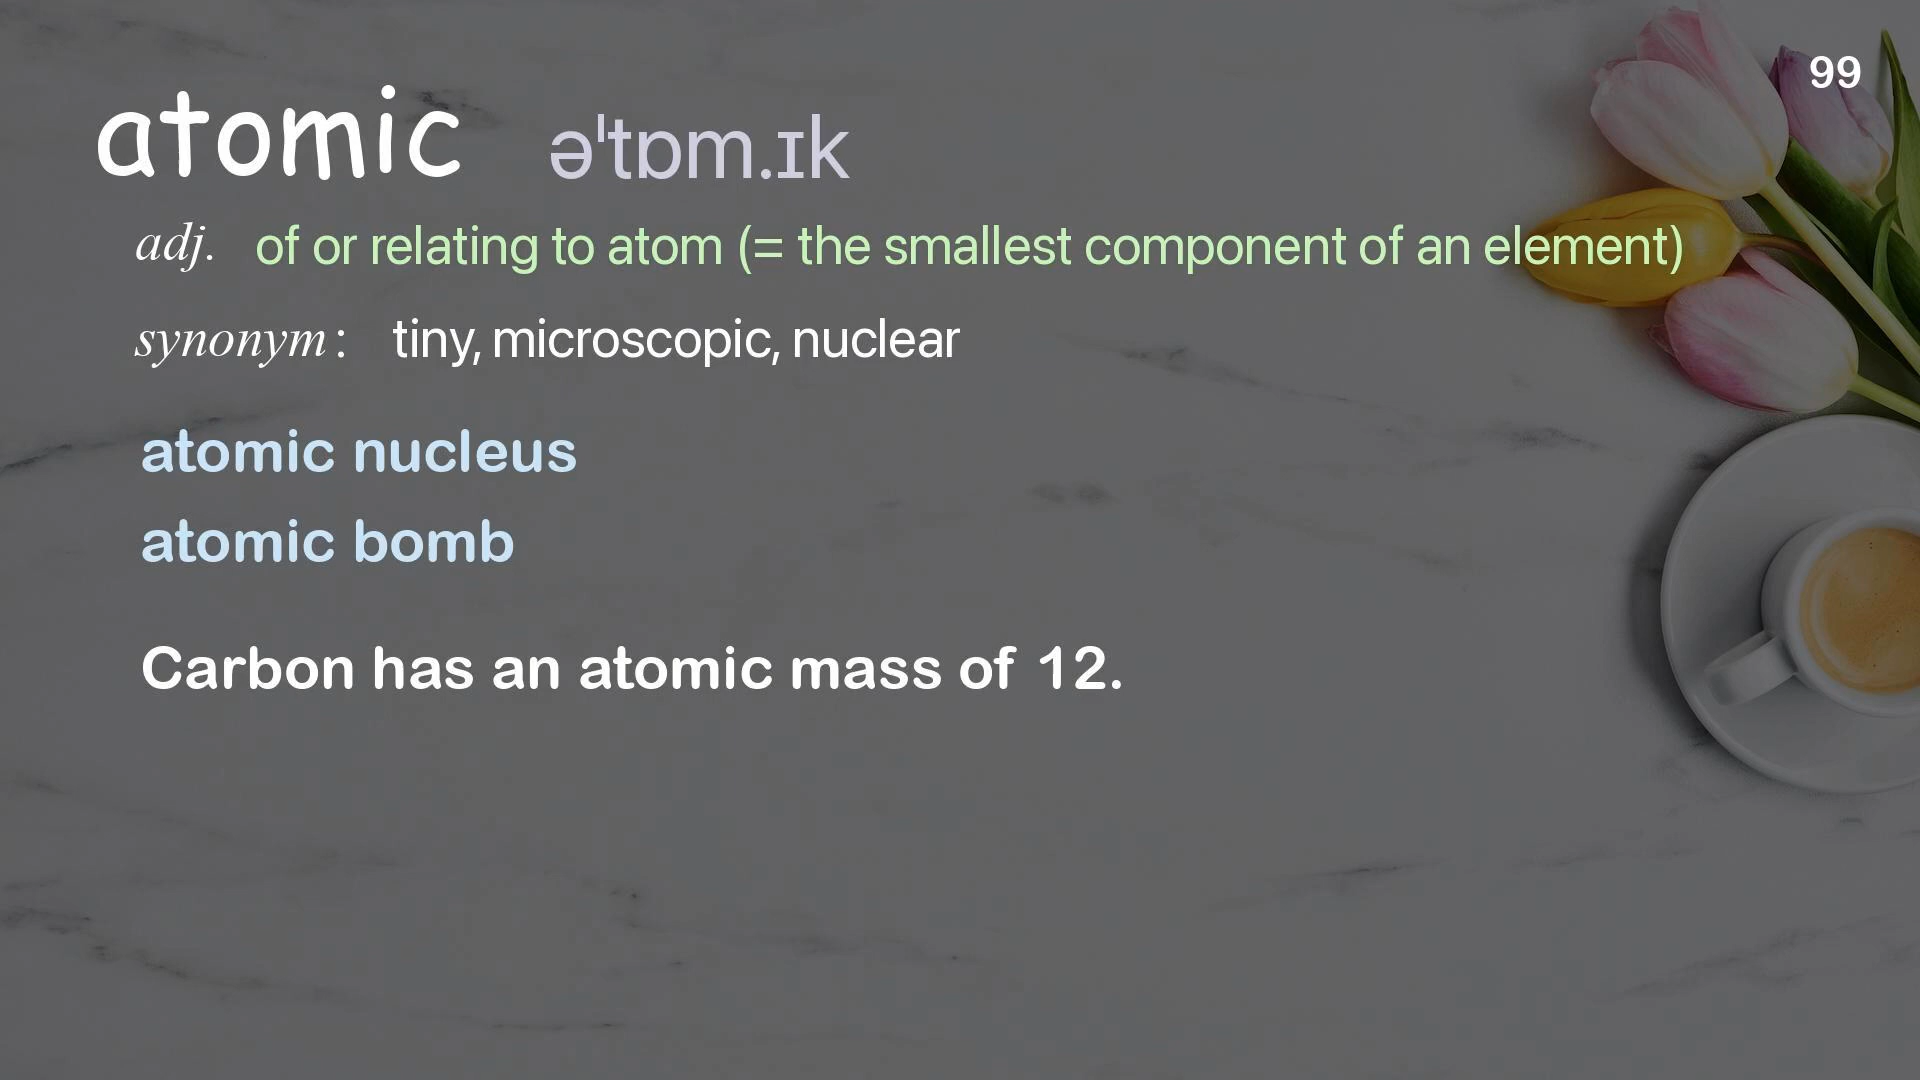 99
atomic əˈtɒm.ɪk
adj. of or relating to atom (= the smallest component of an element)
synonym: tiny, microscopic, nuclear
atomic nucleus
atomic bomb
Carbon has an atomic mass of 12.